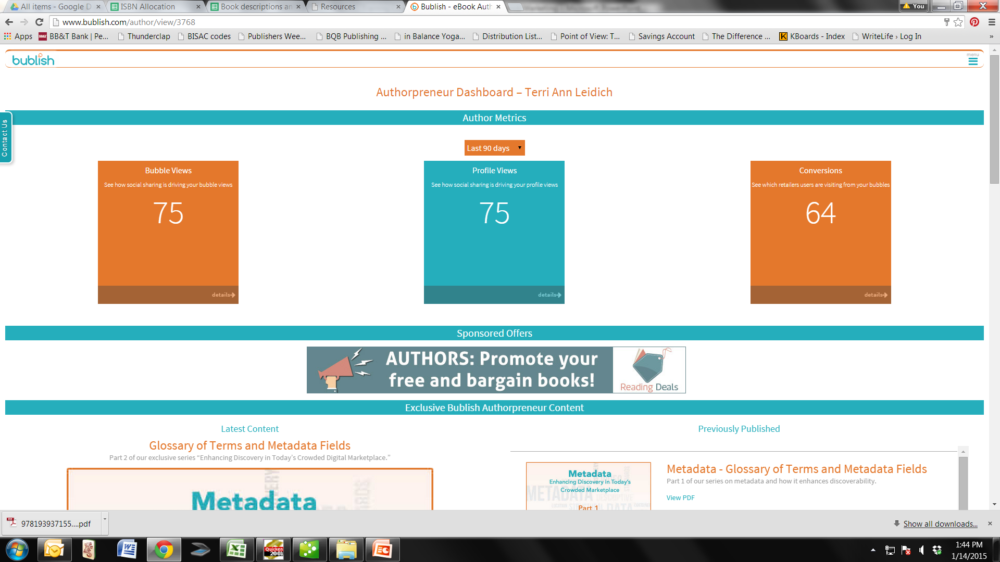 All items - Google D
ISBN Allocation
Book descriptions an
Resources
Bublish - eBook Auth
You
www.bublish.com/author/view/3768
Apps
BB&T Bank | Pe...
Thunderclap
BISAC codes
Publishers Wee...
BQB Publishing ...
in Balance Yoga...
Distribution List...
Point of View: T...
Savings Account
The Difference ...
KBoards - Index
WriteLife › Log In
»
bublish
menu
Authorpreneur Dashboard – Terri Ann Leidich
Contact Us
Author Metrics
Last 90 days
Bubble Views
See how social sharing is driving your bubble views
75
details
Profile Views
See how social sharing is driving your profile views
75
details
Conversions
See which retailers users are visiting from your bubbles
64
details
Sponsored Offers
AUTHORS: Promote your
free and bargain books!
Reading Deals
Exclusive Bublish Authorpreneur Content
Latest Content
Glossary of Terms and Metadata Fields
Part 2 of our exclusive series “Enhancing Discovery in Today’s Crowded Digital Marketplace.”
Metadata
Previously Published
Metadata
Enhancing Discovery in Today's
Crowded Marketplace
METADATA
DESCRIPTIVE
LOCATION
DATA
Part 1
Metadata - Glossary of Terms and Metadata Fields
Part 1 of our series on metadata and how it enhances discoverability.
View PDF
978193937155....pdf
Show all downloads...
Quicken
2001
1:44 PM
1/14/2015